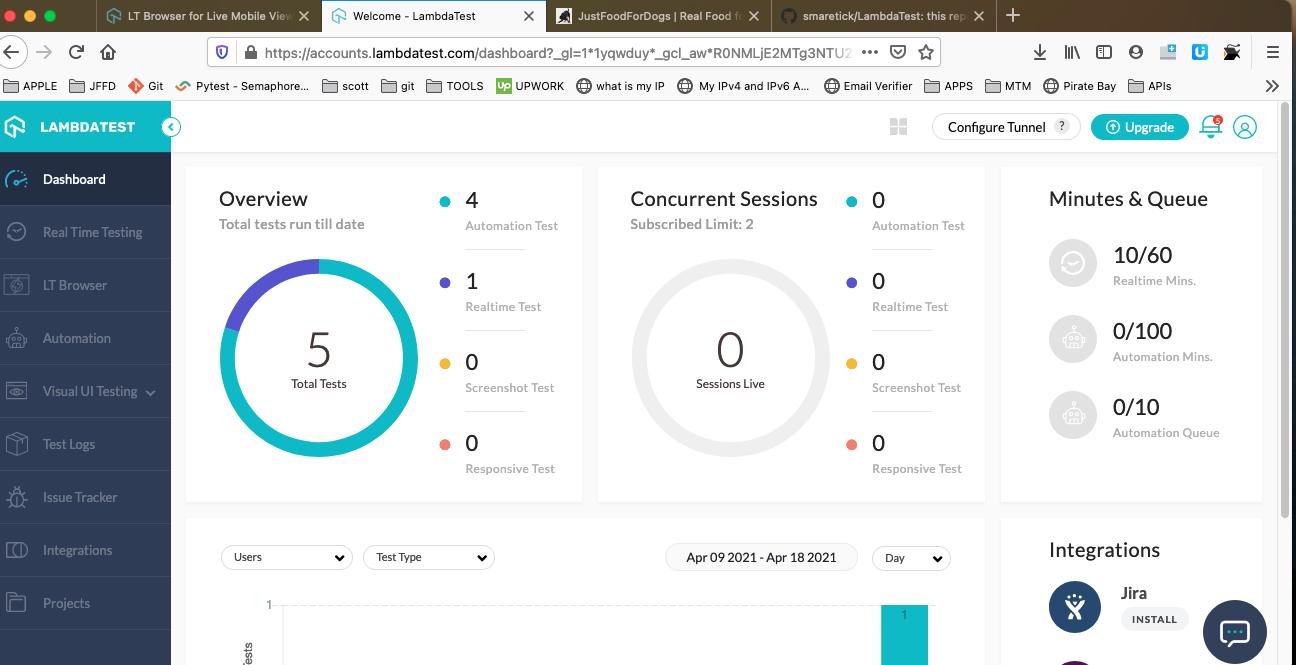 LT Browser for Live Mobile View
Welcome - LambdaTest
JustFoodForDogs | Real Food fo
smaretick/LambdaTest: this rep
https://accounts.lambdatest.com/dashboard?_gl=1*1yqwduy*_gcl_aw*R0NMLjE2MTg3NTU2
APPLE
JFFD
Git
Pytest - Semaphore...
scott
git
TOOLS
Up UPWORK
what is my IP
My IPv4 and IPv6 A...
Email Verifier
APPS
MTM
Pirate Bay
APIs
LAMBDATEST
Configure Tunnel ?
Upgrade
5
Dashboard
Real Time Testing
LT Browser
Automation
Visual UI Testing
Test Logs
Issue Tracker
Integrations
Projects
Overview
Total tests run till date
5
Total Tests
4
Automation Test
1
Realtime Test
0
Screenshot Test
0
Responsive Test
Concurrent Sessions
Subscribed Limit: 2
0
Sessions Live
0
Automation Test
0
Realtime Test
0
Screenshot Test
0
Responsive Test
Minutes & Queue
10/60
Realtime Mins.
0/100
Automation Mins.
0/10
Automation Queue
Users
Test Type
Apr 09 2021 - Apr 18 2021
Day
1
1
Integrations
Jira
INSTALL